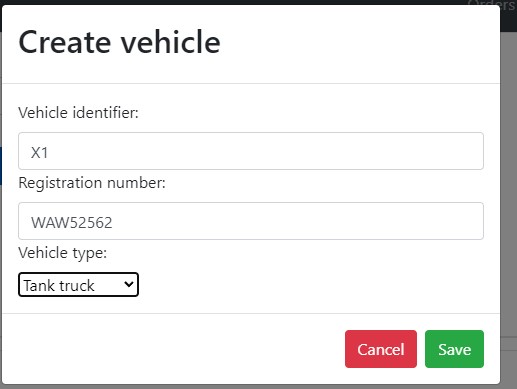 Orders
Create vehicle
Vehicle identifier:
X1
Registration number:
WAW52562
Vehicle type:
Tank truck
Cancel
Save